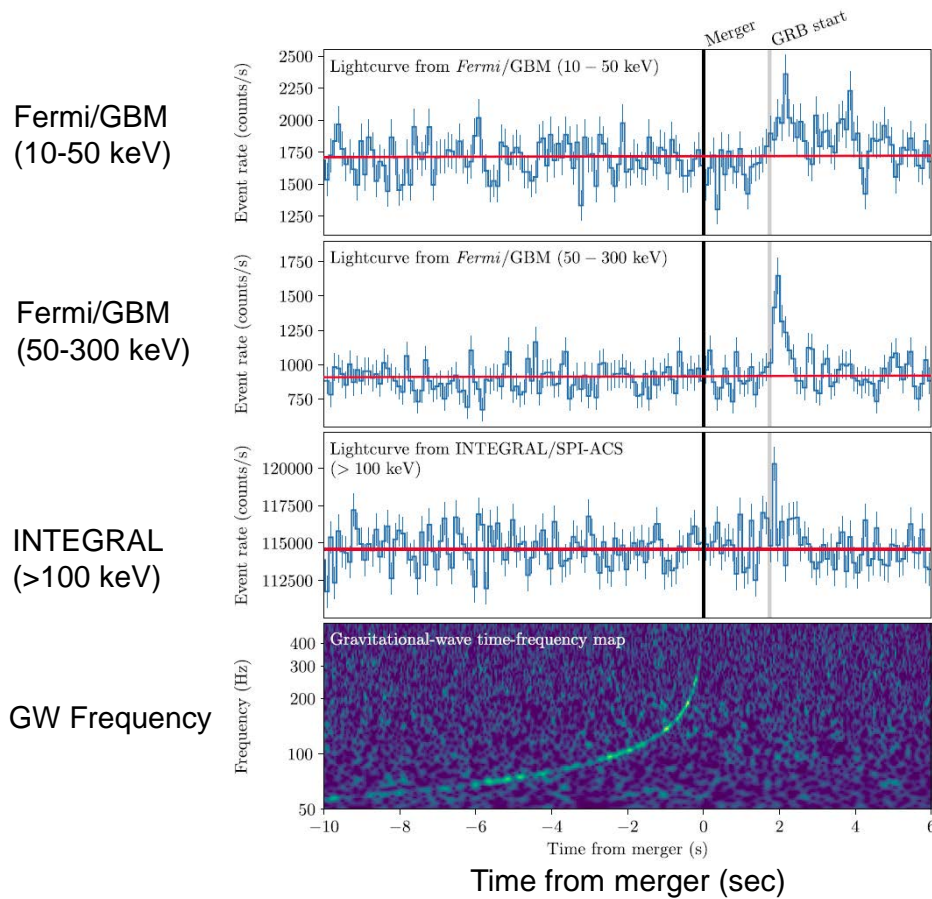 Merger
GRB start
Fermi/GBM
(10-50 keV)
Event rate (counts/s)
2500
2250
2000
1750
1500
1250
Lightcurve from Fermi/GBM (10 − 50 keV)
Fermi/GBM
(50-300 keV)
Event rate (counts/s)
1750
1500
1250
1000
750
Lightcurve from Fermi/GBM (50 − 300 keV)
INTEGRAL
(>100 keV)
Event rate (counts/s)
120000
117500
115000
112500
Lightcurve from INTEGRAL/SPI-ACS
(> 100 keV)
GW Frequency
Frequency (Hz)
400
300
200
100
50
Gravitational-wave time-frequency map
−10 −8 −6 −4 −2 0 2 4 6
Time from merger (s)
Time from merger (sec)